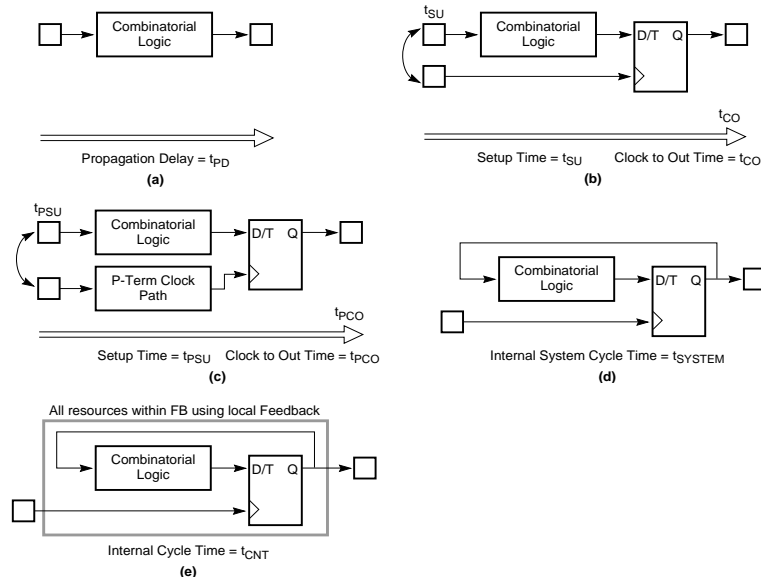 Combinatorial
Logic
Propagation Delay = tPD
(a)
tSU
Combinatorial
Logic
D/T Q
tCO
Setup Time = tSU Clock to Out Time = tCO
(b)
tPSU
Combinatorial
Logic
P-Term Clock
Path
D/T Q
tPCO
Setup Time = tPSU Clock to Out Time = tPCO
(c)
Combinatorial
Logic
D/T Q
Internal System Cycle Time = tSYSTEM
(d)
All resources within FB using local Feedback
Combinatorial
Logic
D/T Q
Internal Cycle Time = tCNT
(e)